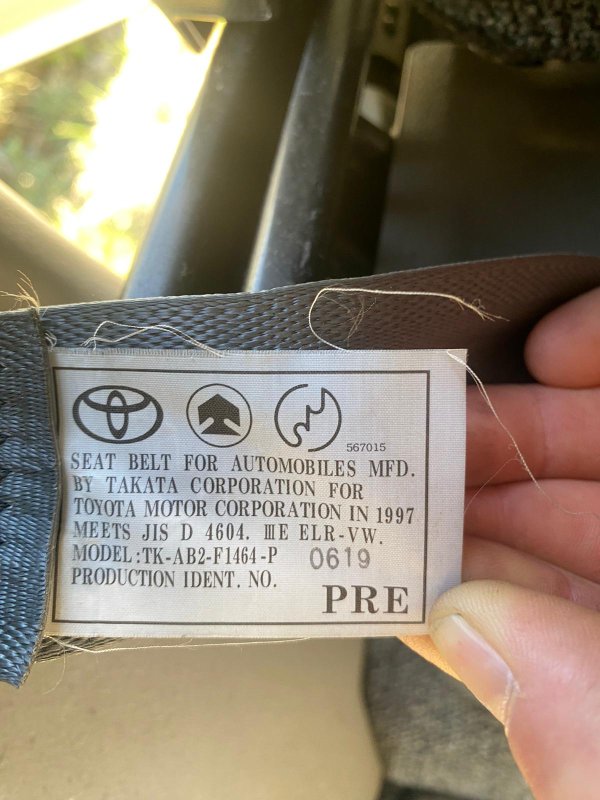 567015
SEAT BELT FOR AUTOMOBILES MFD.
BY TAKATA CORPORATION FOR
TOYOTA MOTOR CORPORATION IN 1997
MEETS JIS D 4604. ⅢE ELR-VW.
MODEL:TK-AB2-F1464-P 0619
PRODUCTION IDENT. NO.
PRE